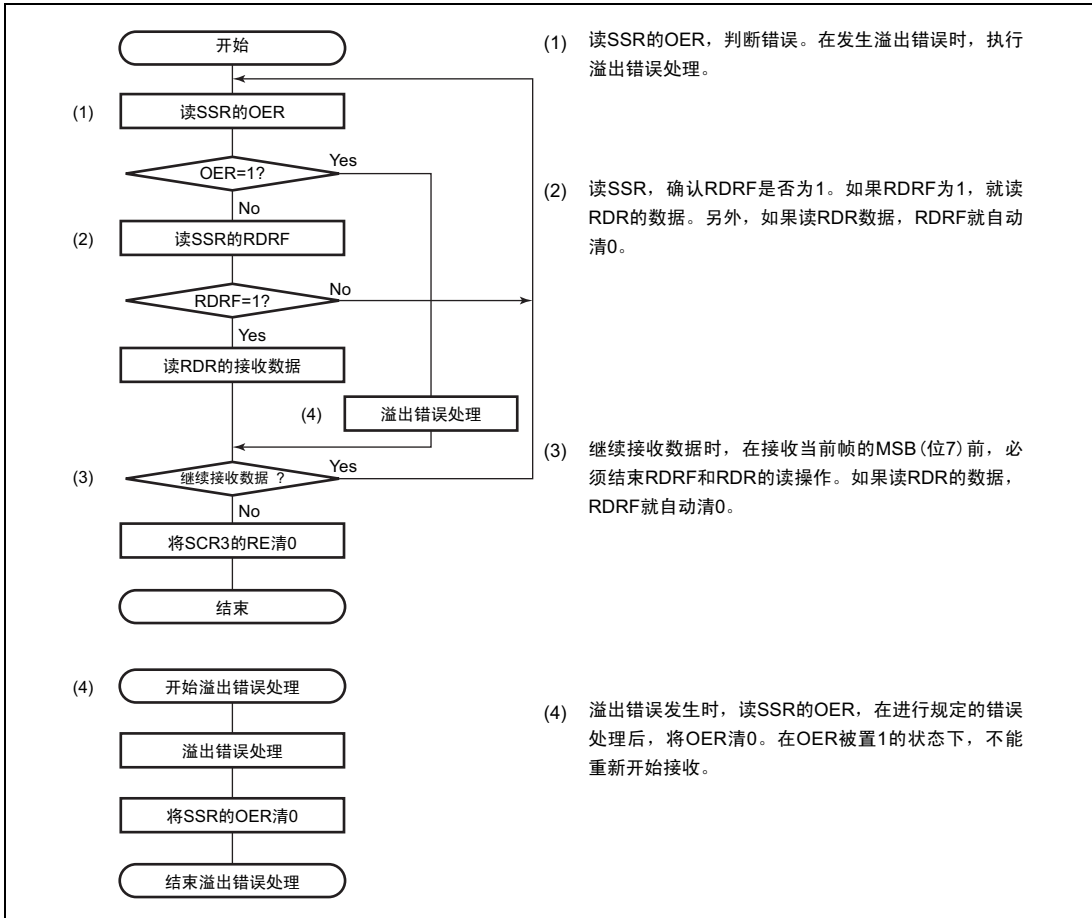 开始
(1) 读SSR的OER
OER=1?
Yes
No
(2) 读SSR的RDRF
RDRF=1?
No
Yes
读RDR的接收数据
(4) 溢出错误处理
(3) 继续接收数据 ？
Yes
No
将SCR3的RE清0
结束
(4) 开始溢出错误处理
溢出错误处理
将SSR的OER清0
结束溢出错误处理
(1) 读SSR的OER，判断错误。在发生溢出错误时，执行
溢出错误处理。
(2) 读SSR，确认RDRF是否为1。如果RDRF为1，就读
RDR的数据。另外，如果读RDR数据，RDRF就自动
清0。
(3) 继续接收数据时，在接收当前帧的MSB（位7）前，必
须结束RDRF和RDR的读操作。如果读RDR的数据，
RDRF就自动清0。
(4) 溢出错误发生时，读SSR的OER，在进行规定的错误
处理后，将OER清0。在OER被置1的状态下，不能
重新开始接收。